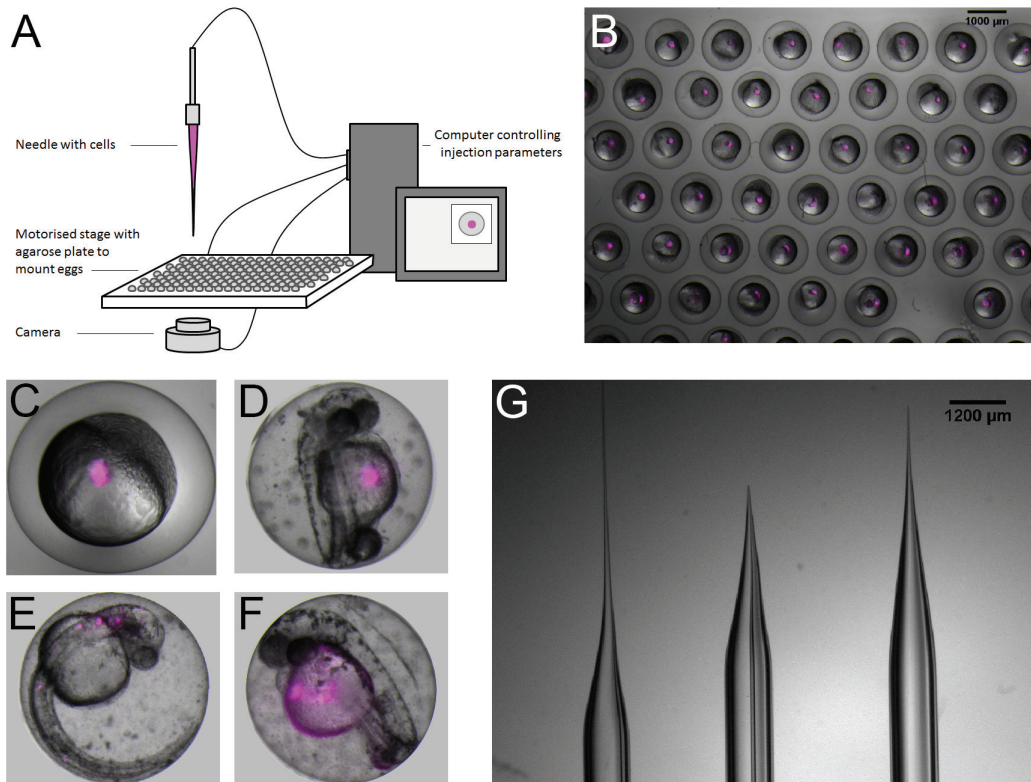 A
Needle with cells
Motorised stage with
agarose plate to
mount eggs
Camera
Computer controlling
injection parameters
B
1000 µm
C
D
E
F
G
1200 µm